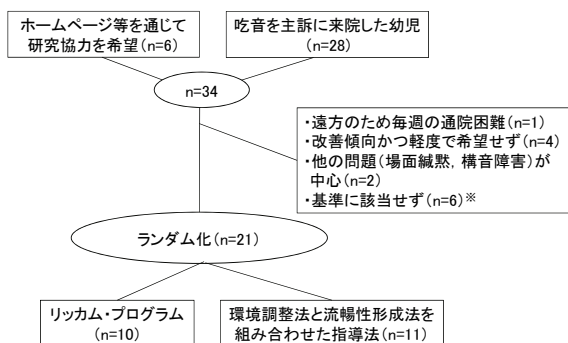 ホームページ等を通じて
研究協力を希望(n=6)
吃音を主訴に来院した幼児
(n=28)
n=34
・遠方のため毎週の通院困難(n=1)
・改善傾向かつ軽度で希望せず(n=4)
・他の問題(場面緘黙, 構音障害)が
中心(n=2)
・基準に該当せず(n=6)※
ランダム化(n=21)
リッカム・プログラム
(n=10)
環境調整法と流暢性形成法を
組み合わせた指導法(n=11)